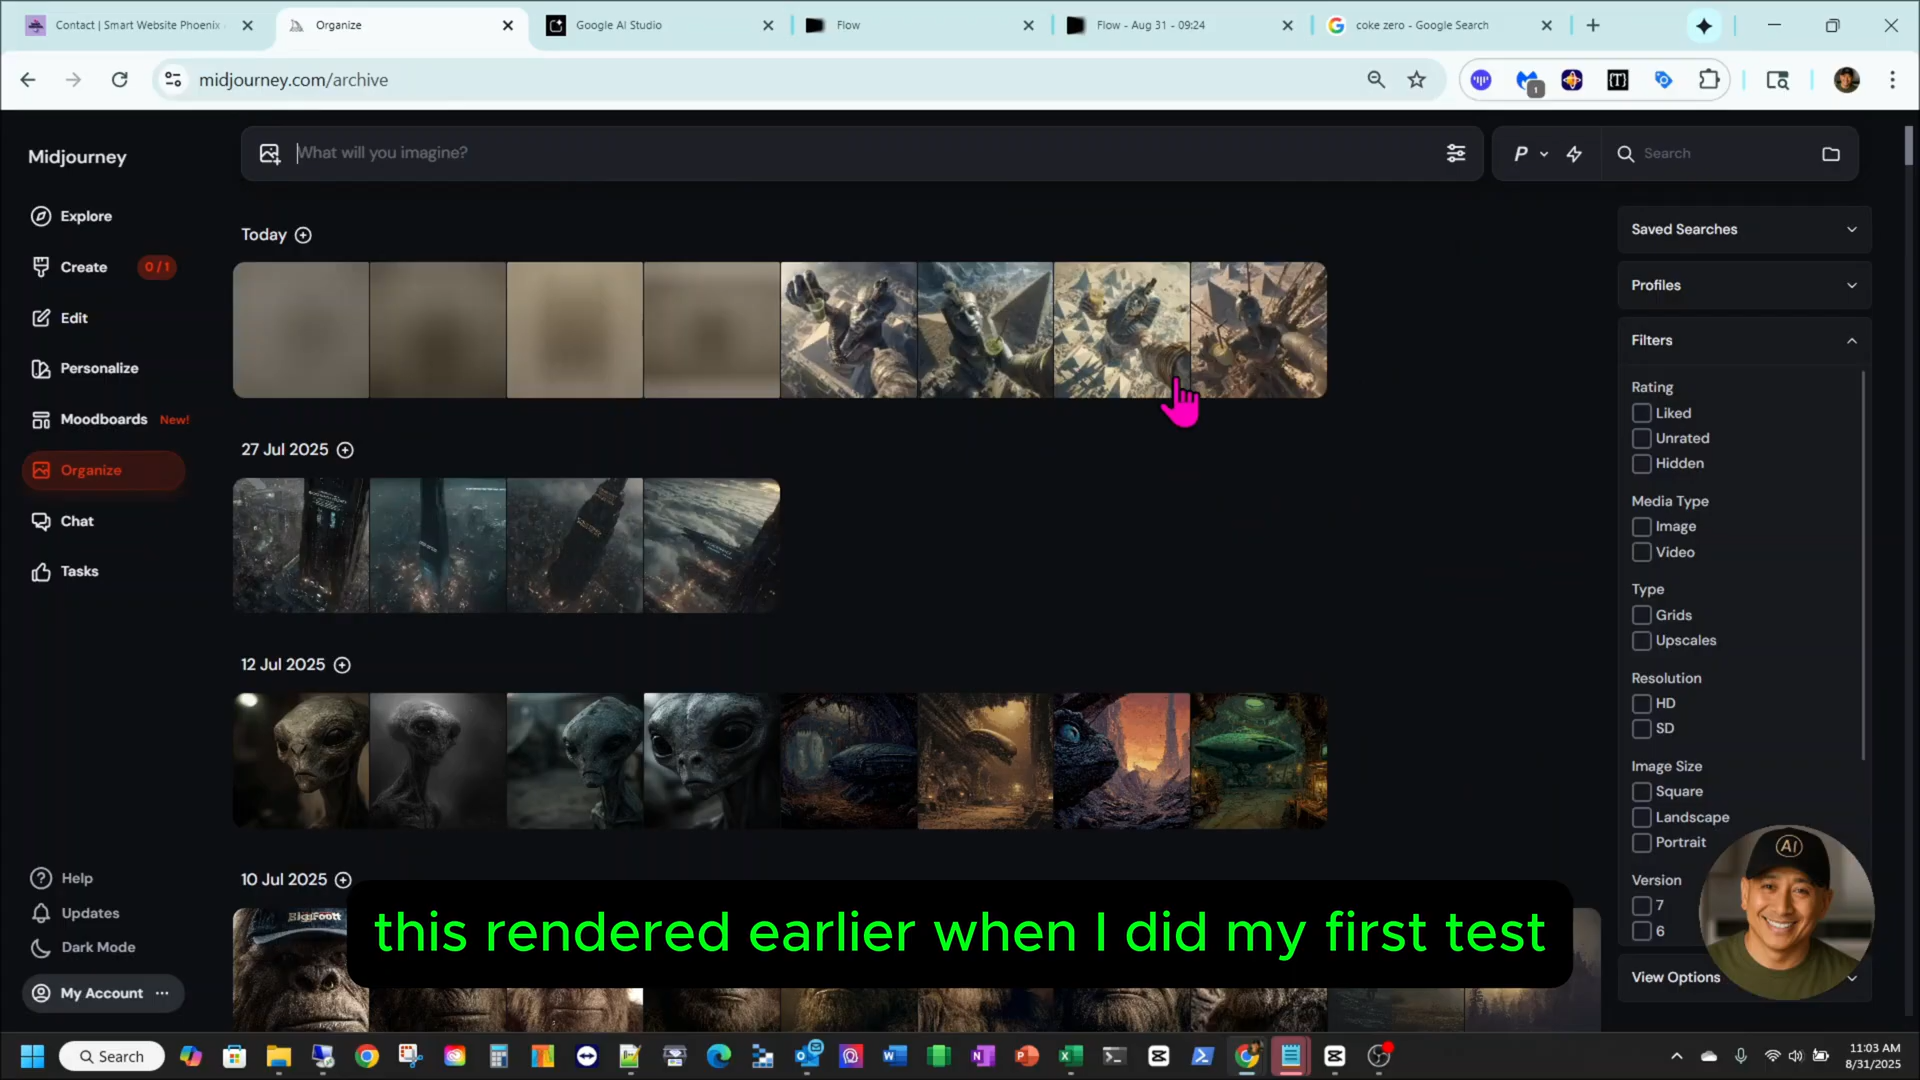 Contact | Smart Website Phoenix
Organize
Google AI Studio
Flow
Flow - Aug 31 - 09:24
coke zero - Google Search
midjourney.com/archive
1
Midjourney
What will you imagine?
P
Search
Explore
Create 0/1
Edit
Personalize
Moodboards New!
Organize
Chat
Tasks
Help
Updates
Dark Mode
My Account
Today
27 Jul 2025
12 Jul 2025
10 Jul 2025
Saved Searches
Profiles
Filters
Rating
Liked
Unrated
Hidden
Media Type
Image
Video
Type
Grids
Upscales
Resolution
HD
SD
Image Size
Square
Landscape
Portrait
Version
7
6
View Options
AI
BigFoott
this rendered earlier when I did my first test
Search
11:03 AM
8/31/2025